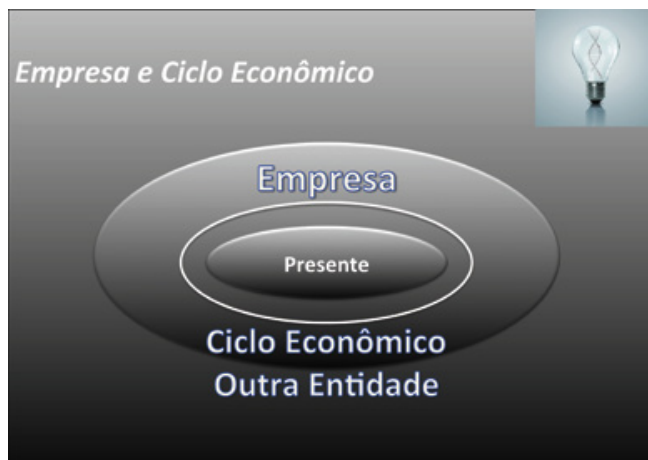 Empresa e Ciclo Econômico
Empresa
Presente
Ciclo Econômico
Outra Entidade